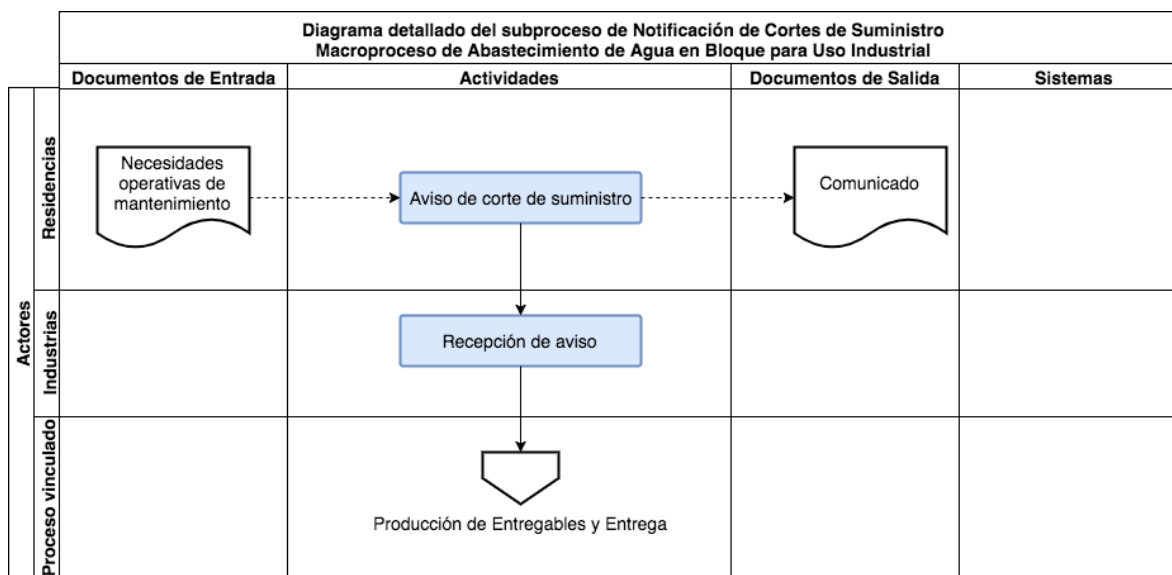 Diagrama detallado del subproceso de Notificación de Cortes de Suministro
Macroproceso de Abastecimiento de Agua en Bloque para Uso Industrial
Documentos de Entrada
Actividades
Documentos de Salida
Sistemas
Actores
Residencias
Necesidades
operativas de
mantenimiento
Aviso de corte de suministro
Comunicado
Industrias
Recepción de aviso
Proceso vinculado
Producción de Entregables y Entrega